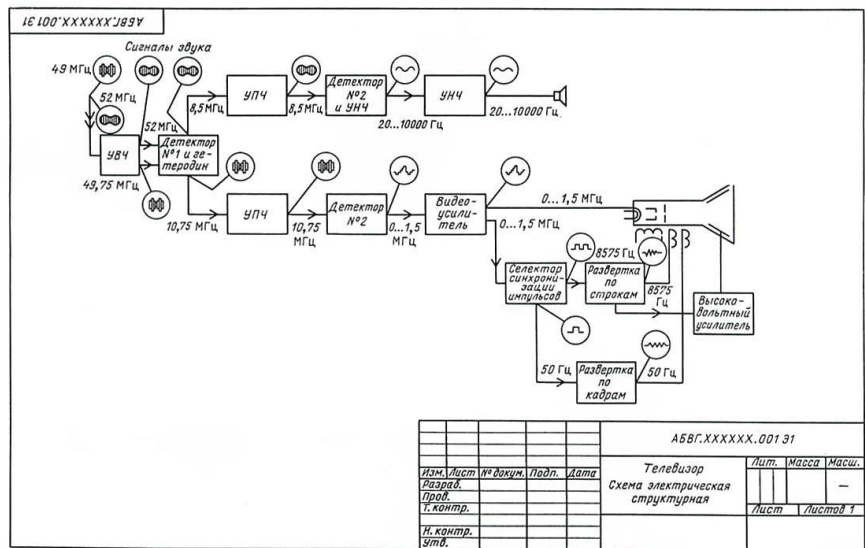 АБВГ.XXXXXX.001 Э1
Сигналы звука
49 МГц
52 МГц
52МГц
УВЧ
49,75 МГц
Детектор
№1 и ге-
теродин
8,5МГц
УПЧ
8,5 МГц
Детектор
№2
и УНЧ
20...10000 Гц
УНЧ
20...10000 Гц
10,75 МГц
УПЧ
10,75
МГц
Детектор
№2
0...1,5
МГц
Видео-
усили-
тель
0...1,5 МГц
0...1,5 МГц
Селектор
синхрони-
зации
импульсов
8575 Гц
Развертка
по
строкам
8575
Гц
Высоко-
вольтный
усилитель
50 Гц
Развертка
по
кадрам
50 Гц
АБВГ.XXXXXX.001 Э1
Изм. Лист № докум. Подп. Дата
Разраб.
Пров.
Т. контр.
Н. контр.
Утв.
Телевизор
Схема электрическая
структурная
Лит. Масса Масш.
—
Лист Листов 1